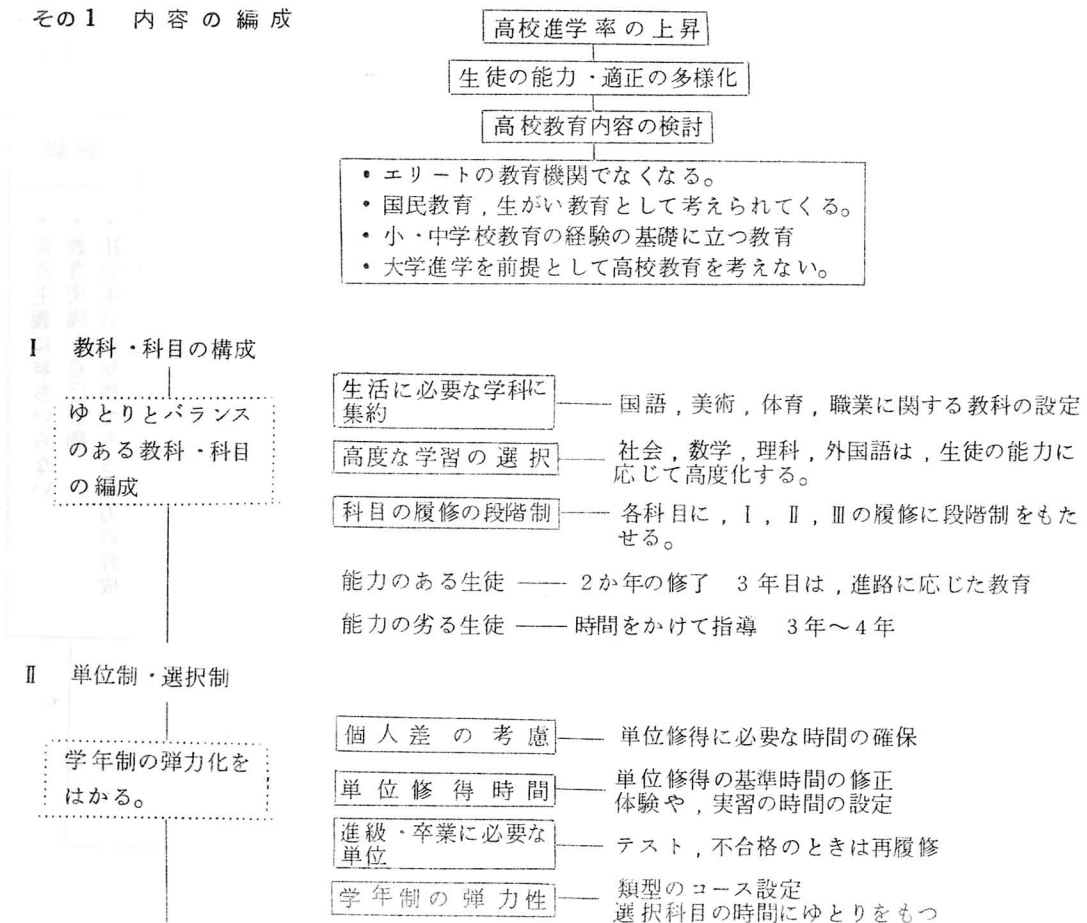 その1 内容の編成
高校進学率の上昇
生徒の能力・適正の多様化
高校教育内容の検討
• エリートの教育機関でなくなる。
• 国民教育,生がい教育として考えられてくる。
• 小・中学校教育の経験の基礎に立つ教育
• 大学進学を前提として高校教育を考えない。
Ⅰ 教科・科目の構成
ゆとりとバランス
のある教科・科目
の編成
生活に必要な学科に
集約
国語,美術,体育,職業に関する教科の設定
高度な学習の選択
社会,数学,理科,外国語は,生徒の能力に
応じて高度化する。
科目の履修の段階制
各科目に,Ⅰ,Ⅱ,Ⅲの履修に段階制をもた
せる。
能力のある生徒 —— 2か年の修了 3年目は,進路に応じた教育
能力の劣る生徒 —— 時間をかけて指導 3年~4年
Ⅱ 単位制・選択制
学年制の弾力化を
はかる。
個人差の考慮
単位修得に必要な時間の確保
単位修得時間
単位修得の基準時間の修正
体験や,実習の時間の設定
進級・卒業に必要な
単位
テスト,不合格のときは再履修
学年制の弾力性
類型のコース設定
選択科目の時間にゆとりをもつ